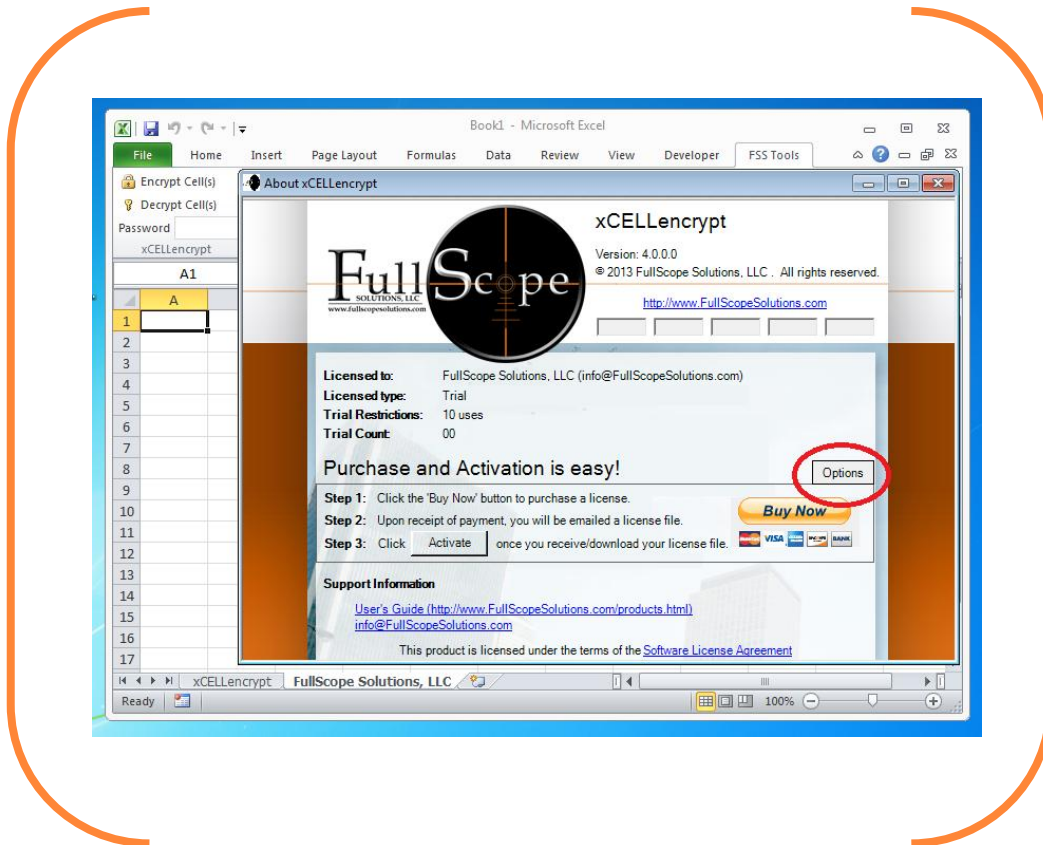 Book1 - Microsoft Excel
File Home Insert Page Layout Formulas Data Review View Developer FSS Tools
Encrypt Cell(s)
Decrypt Cell(s)
Password
xCELLencrypt
A1
A
1
2
3
4
5
6
7
8
9
10
11
12
13
14
15
16
17
About xCELLencrypt
FullScope
SOLUTIONS, LLC
www.fullscopesolutions.com
xCELLencrypt
Version: 4.0.0.0
© 2013 FullScope Solutions, LLC . All rights reserved.
http://www.FullScopeSolutions.com
Licensed to: FullScope Solutions, LLC (info@FullScopeSolutions.com)
Licensed type: Trial
Trial Restrictions: 10 uses
Trial Count: 00
Purchase and Activation is easy!
Options
Step 1: Click the 'Buy Now' button to purchase a license.
Step 2: Upon receipt of payment, you will be emailed a license file.
Step 3: Click Activate once you receive/download your license file.
Buy Now
VISA BANK
Support Information
User's Guide (http://www.FullScopeSolutions.com/products.html)
info@FullScopeSolutions.com
This product is licensed under the terms of the Software License Agreement
xCELLencrypt FullScope Solutions, LLC
Ready 100%